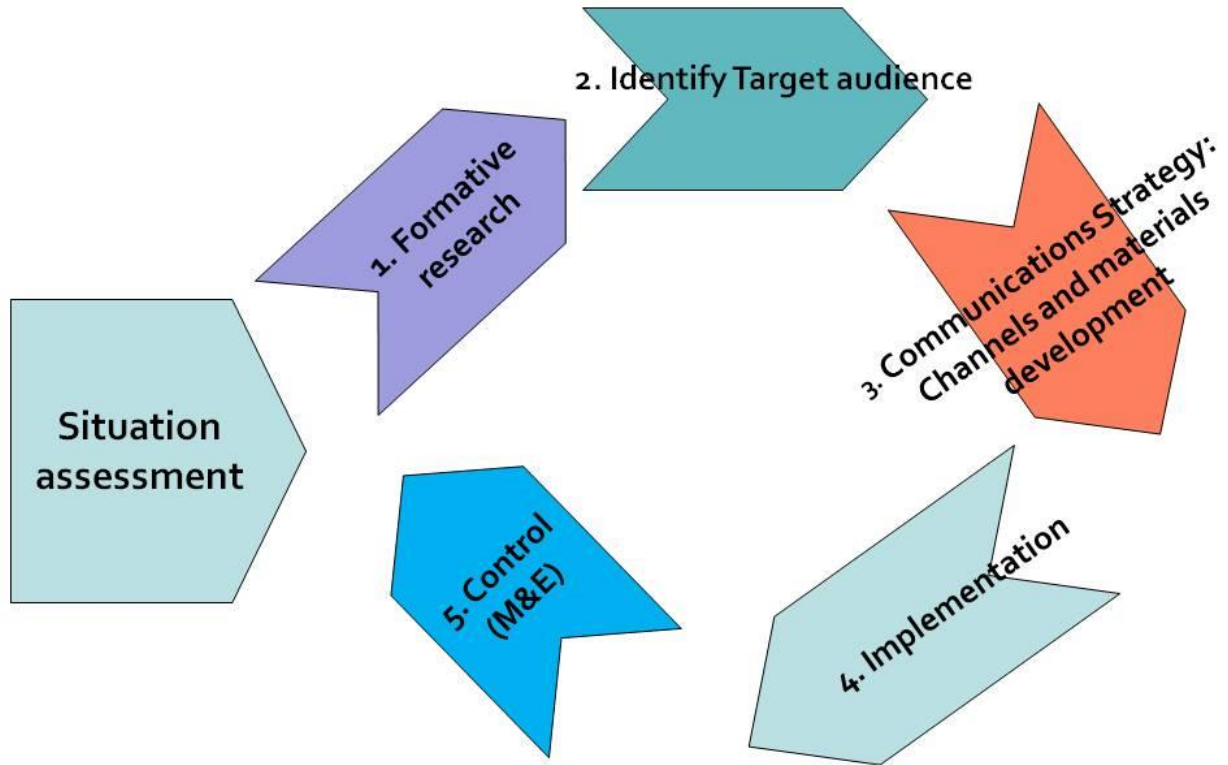 Situation
assessment
1. Formative
research
2. Identify Target audience
3. Communications Strategy:
Channels and materials
development
4. Implementation
5. Control
(M&E)